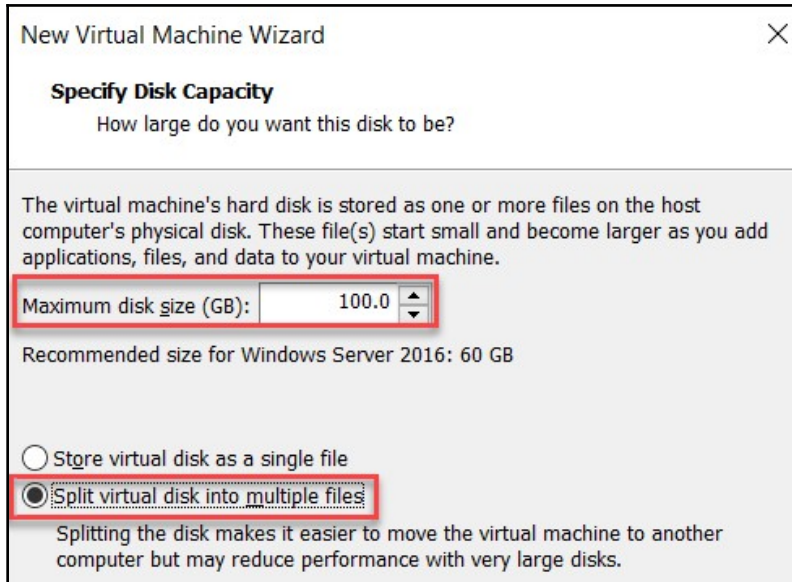 New Virtual Machine Wizard
Specify Disk Capacity
How large do you want this disk to be?
The virtual machine's hard disk is stored as one or more files on the host
computer's physical disk. These file(s) start small and become larger as you add
applications, files, and data to your virtual machine.
Maximum disk size (GB): 100.0
Recommended size for Windows Server 2016: 60 GB
Store virtual disk as a single file
Split virtual disk into multiple files
Splitting the disk makes it easier to move the virtual machine to another
computer but may reduce performance with very large disks.